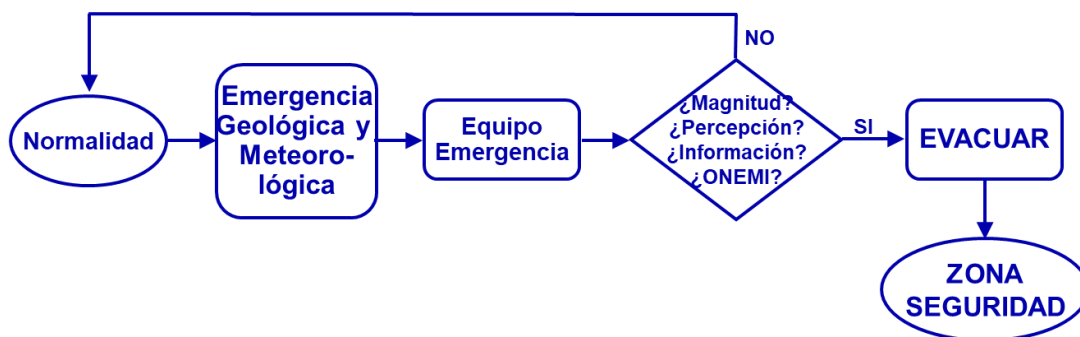 Normalidad
Emergencia
Geológica y
Meteoro-
lógica
Equipo
Emergencia
¿Magnitud?
¿Percepción?
¿Información?
¿ONEMI?
NO
SI
EVACUAR
ZONA
SEGURIDAD